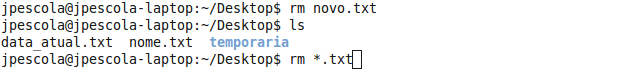 jpescola@jpescola-laptop:~/Desktop$ rm novo.txt
jpescola@jpescola-laptop:~/Desktop$ ls
data_atual.txt  nome.txt  temporaria
jpescola@jpescola-laptop:~/Desktop$ rm *.txt